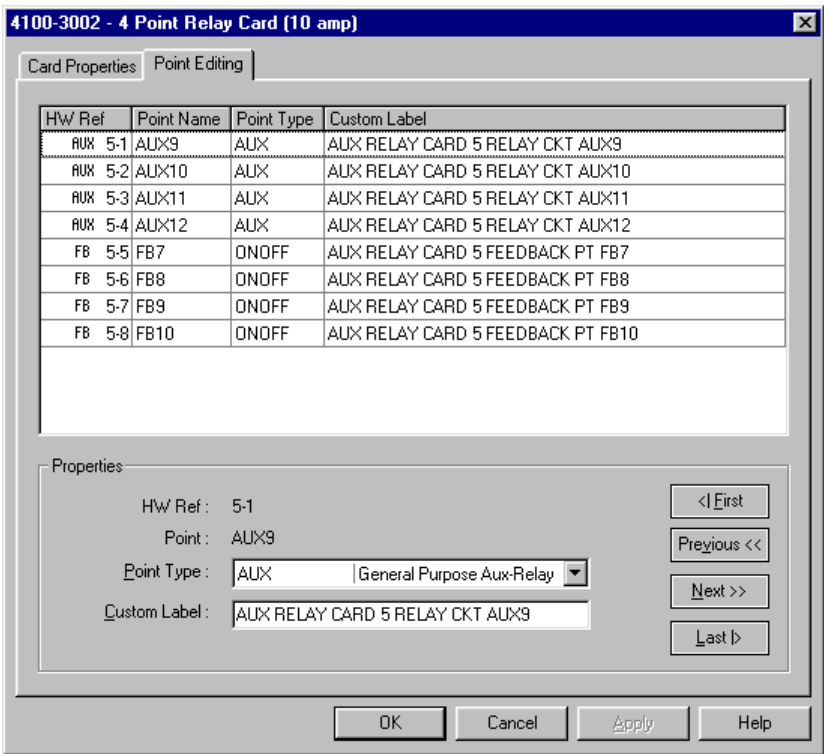 4100-3002 - 4 Point Relay Card (10 amp)
Card Properties Point Editing
HW Ref Point Name Point Type Custom Label
AUX 5-1 AUX9 AUX AUX RELAY CARD 5 RELAY CKT AUX9
AUX 5-2 AUX10 AUX AUX RELAY CARD 5 RELAY CKT AUX10
AUX 5-3 AUX11 AUX AUX RELAY CARD 5 RELAY CKT AUX11
AUX 5-4 AUX12 AUX AUX RELAY CARD 5 RELAY CKT AUX12
FB 5-5 FB7 ONOFF AUX RELAY CARD 5 FEEDBACK PT FB7
FB 5-6 FB8 ONOFF AUX RELAY CARD 5 FEEDBACK PT FB8
FB 5-7 FB9 ONOFF AUX RELAY CARD 5 FEEDBACK PT FB9
FB 5-8 FB10 ONOFF AUX RELAY CARD 5 FEEDBACK PT FB10
Properties
HW Ref : 5-1
<| First
Point : AUX9
Previous <<
Point Type : AUX General Purpose Aux-Relay
Next >>
Custom Label : AUX RELAY CARD 5 RELAY CKT AUX9
Last |>
OK Cancel Apply Help